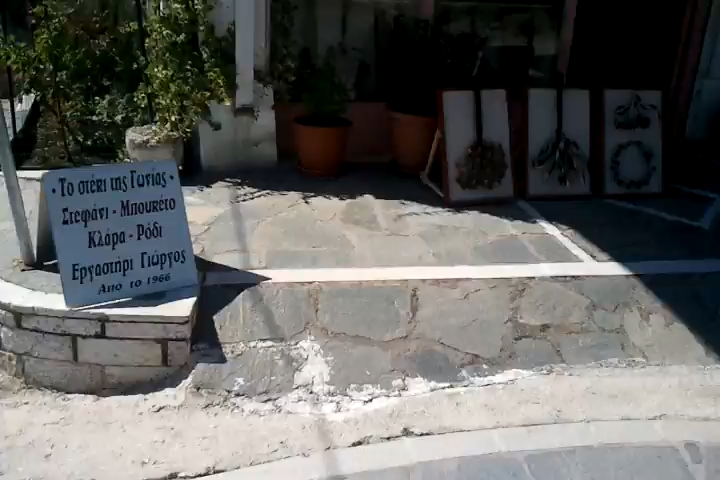 · Το στέκι της Γωνίας ·
Στεφάνι - Μπουκέτο
Κλάρα - Ρόδι
Εργαστήρι Γιώργος
Από το 1966